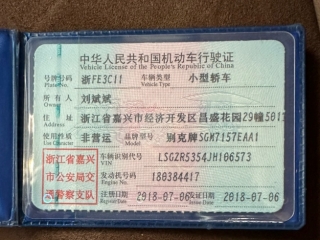 中华人民共和国机动车行驶证
Vehicle License of the People's Republic of China
号牌号码 浙FE3C11 车辆类型 小型轿车
Plate No. Vehicle Type
所有人 刘斌斌
Owner
住址 浙江省嘉兴市经济开发区昌盛花园29幢501
Address
使用性质 非营运 品牌型号 别克牌SGM7157EAA1
Use Character Model
浙江省嘉兴 车辆识别代号 LSGZR5354JH106573
VIN
市公安局交 发动机号码 180384417
Engine No.
通警察支队 注册日期 2018-07-06 发证日期 2018-07-06
Register Date Issue Date